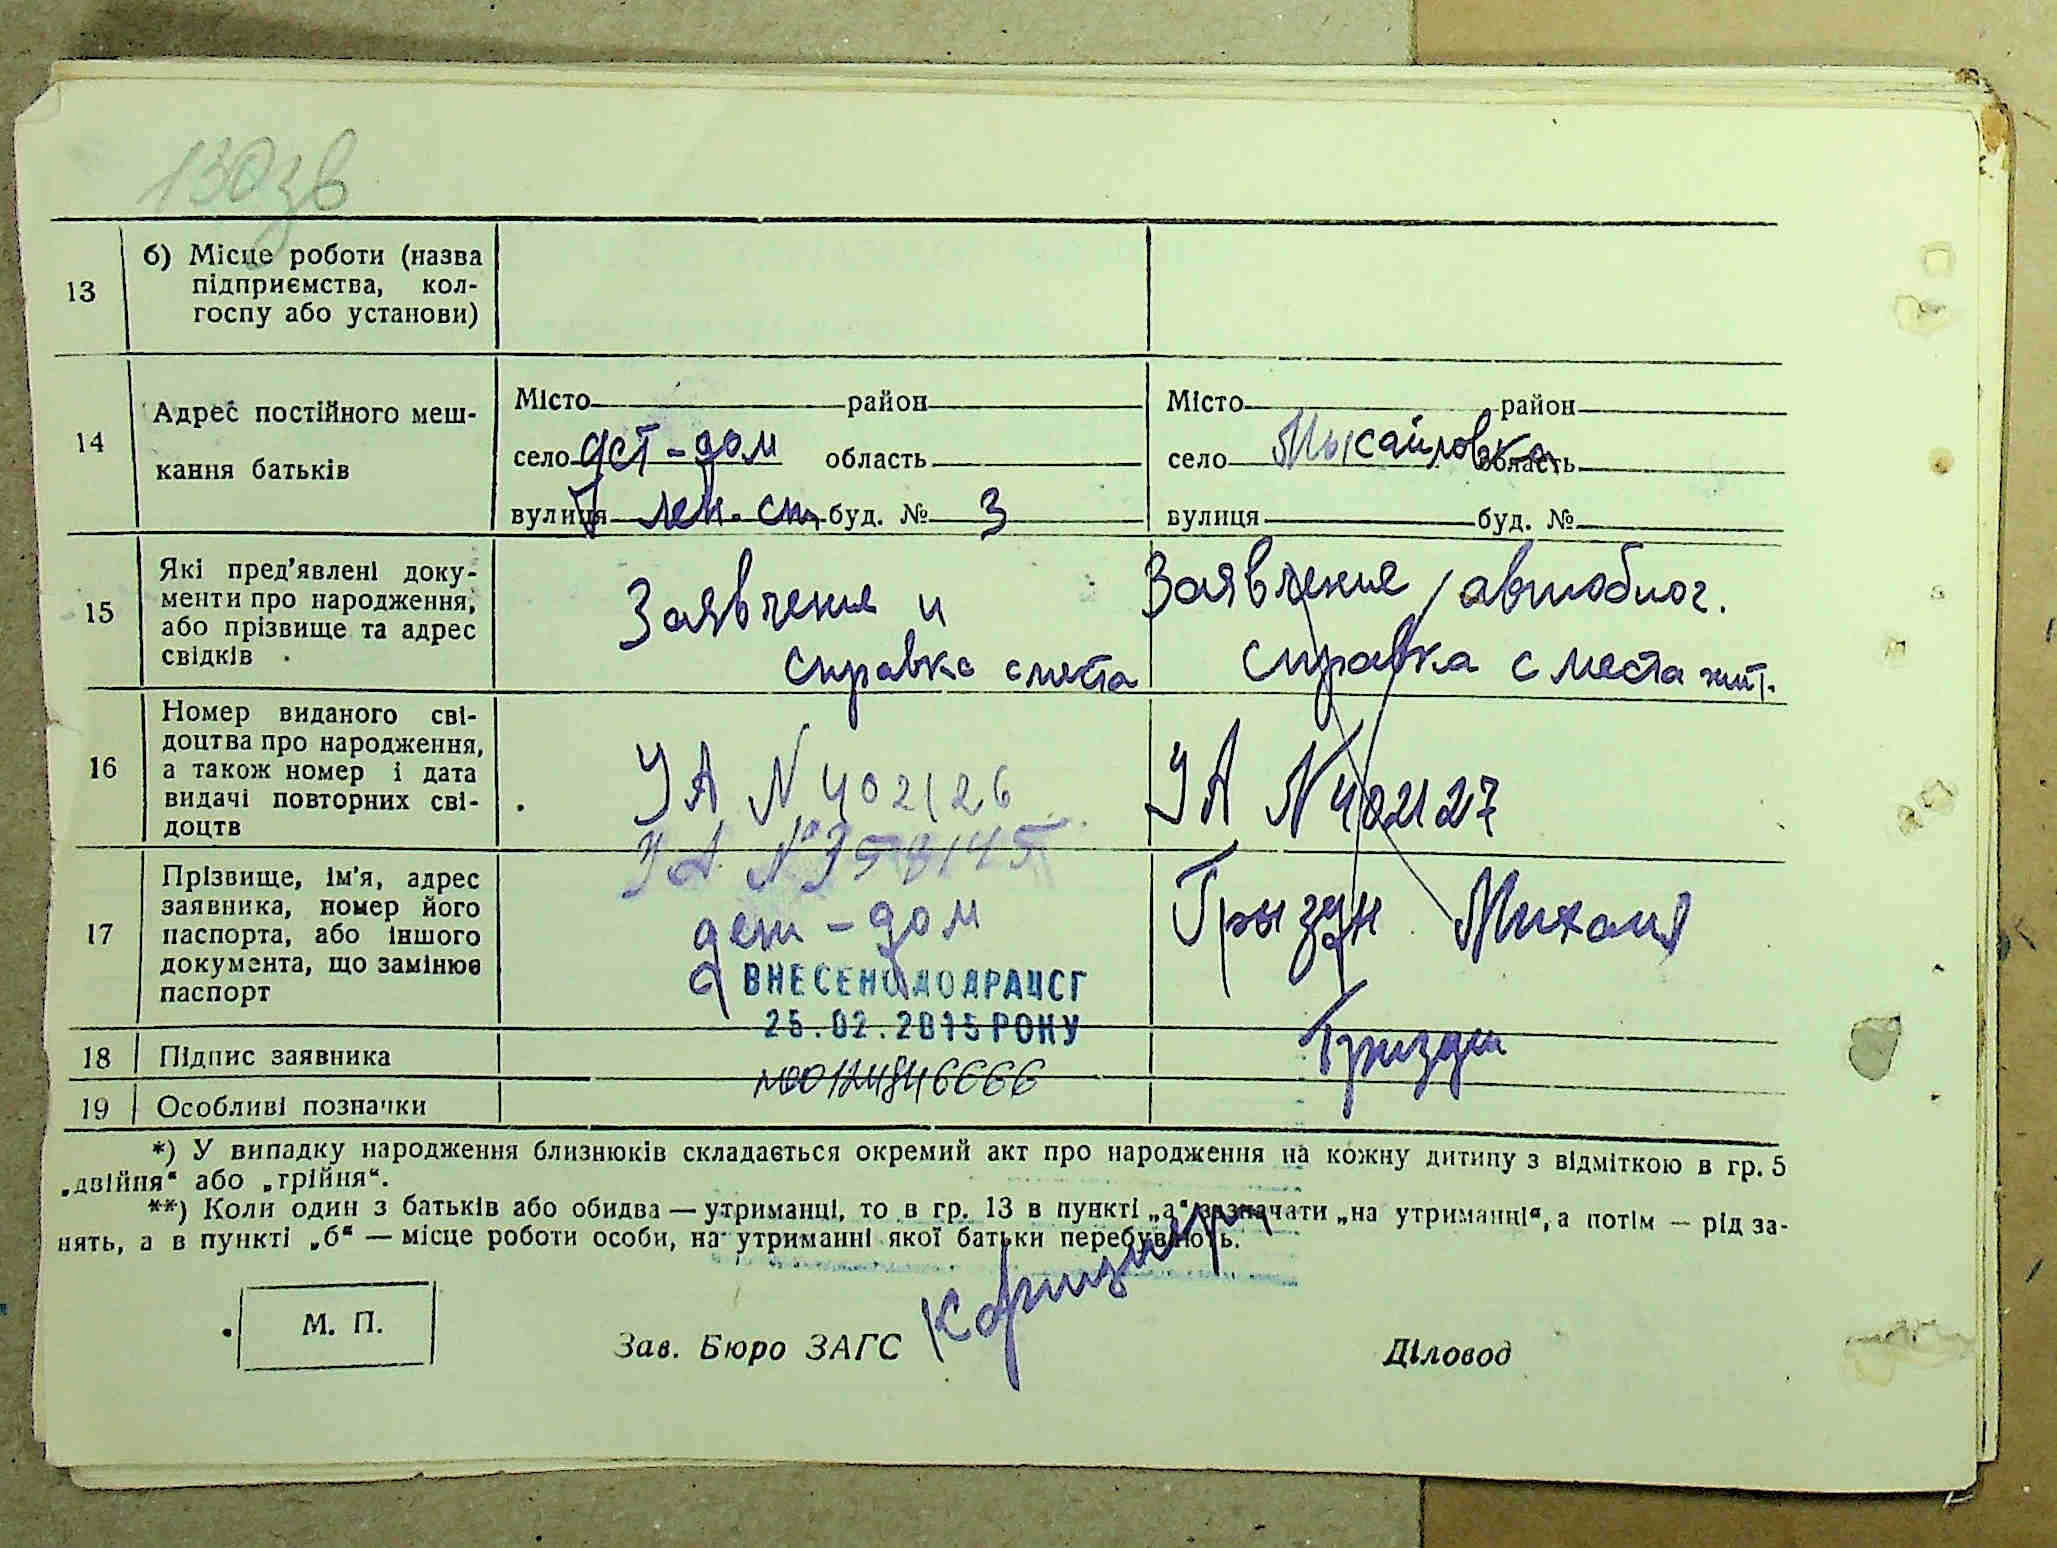 130зв
13
б) Місце роботи (назва
підприємства, кол-
госпу або установи)
14
Адрес постійного меш-
кання батьків
Місто район
село дет-дом область
вулиця буд. № 3
Місто район
село Мысайловка область
вулиця буд. №
15
Які пред’явлені доку-
менти про народження,
або прізвище та адрес
свідків
Заявление и
справка с места
Заявление автобиог.
справка с места жит.
16
Номер виданого сві-
доцтва про народження,
а також номер і дата
видачі повторних сві-
доцтв
УА N 402126
УА N
УА N 402127
17
Прізвище, ім’я, адрес
заявника, номер його
паспорта, або іншого
документа, що замінює
паспорт
дет-дом
ВНЕСЕНО ДО ДРАЦСГ
25.02.2015 РОКУ
Грызун Михаил
18
Підпис заявника
Грызун
19
Особливі позначки
№00124846666
*) У випадку народження близнюків складається окремий акт про народження на кожну дитину з відміткою в гр. 5
„двійня“ або „трійня“.
**) Коли один з батьків або обидва — утриманці, то в гр. 13 в пункті „а“ зазначати „на утриманні“, а потім — рід за-
нять, а в пункті „б“ — місце роботи особи, на утриманні якої батьки перебувають.
М. П.
Зав. Бюро ЗАГС
Діловод